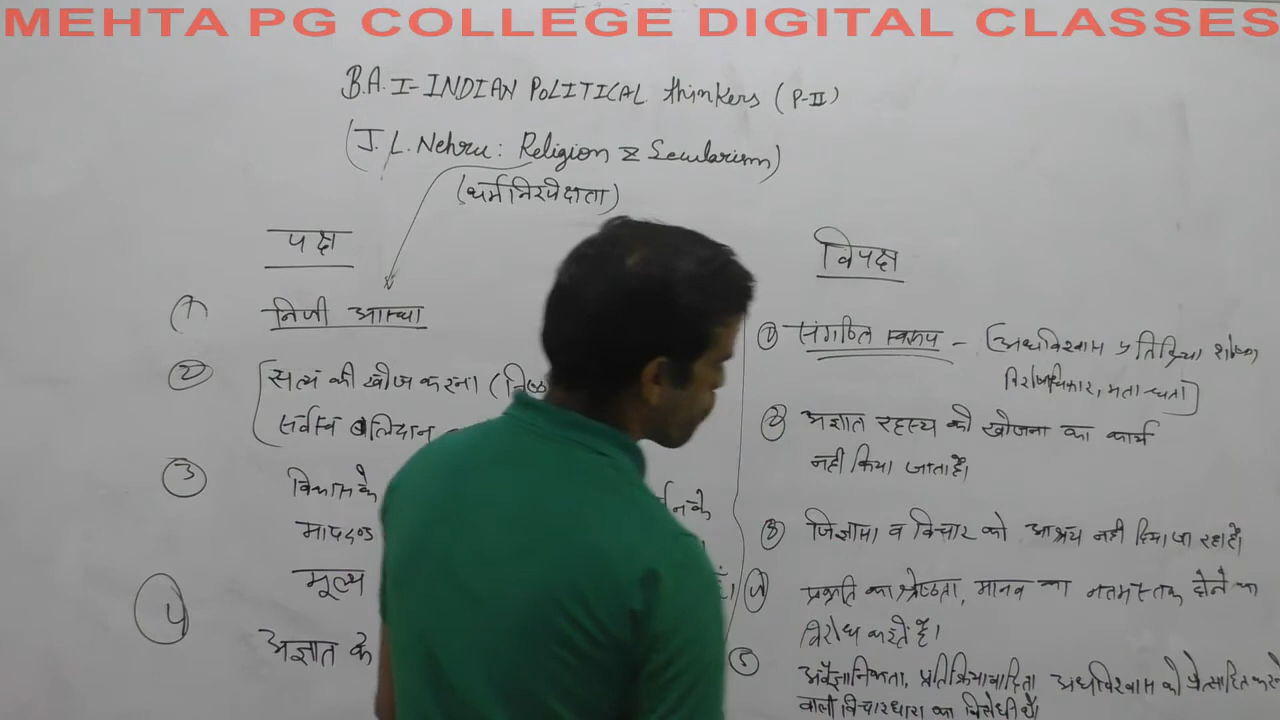 MEHTA PG COLLEGE DIGITAL CLASSES
B.A. I - INDIAN POLITICAL thinkers (P-II)
(J. L. Nehru: Religion & Secularism)
(धर्मनिरपेक्षता)
पक्ष
1 निजी आस्था
2 सत्य की खोज करना
सर्वस्व बलिदान
3 विकास के
मापदण्ड
मूल्य
4 अज्ञात के
विपक्ष
1 संगठित स्वरूप - (अंधविश्वास प्रतिक्रिया शोषण
2 अज्ञात रहस्य को खोजना का कार्य
नही किया जाता है।
3 जिज्ञासा व विचार को आश्रय नही दिया जा रहा है।
4 प्रकृति का श्रेष्ठता, मानव का नतमस्तक होने का
विरोध करते है।
5 अवैज्ञानिकता, प्रतिक्रियावादिता अंधविश्वास को प्रोत्साहित करने
वाली विचारधारा का विरोधी थे।